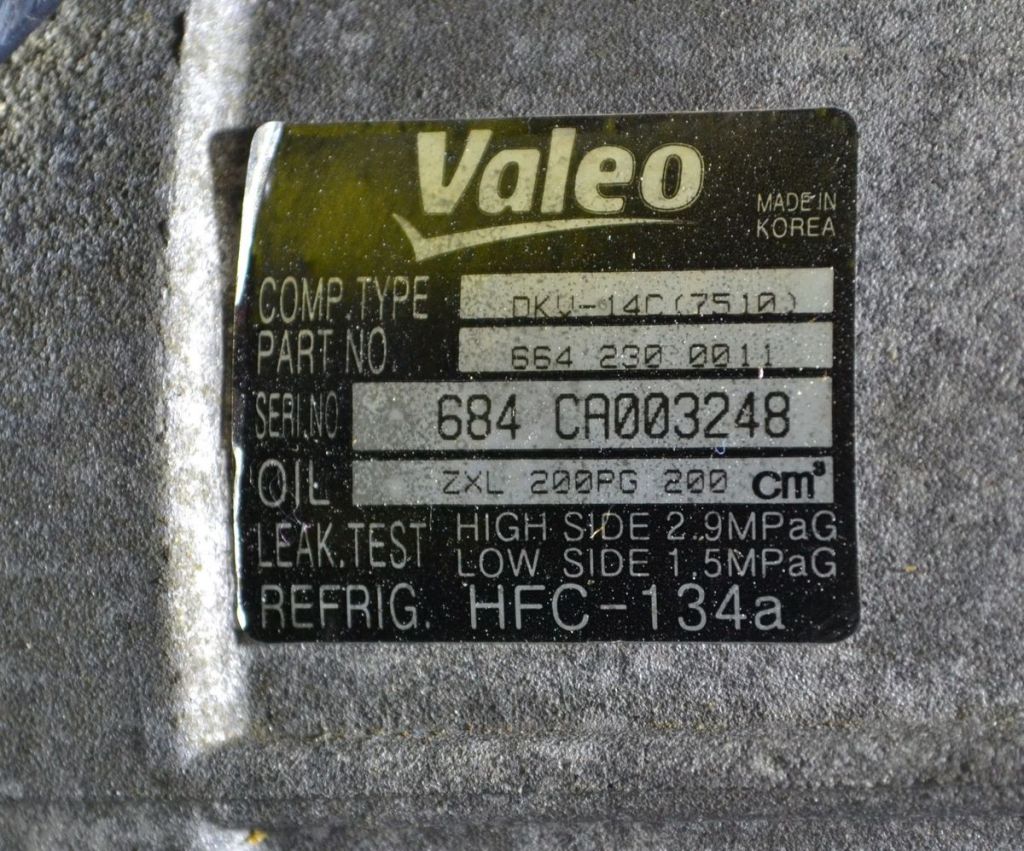 Valeo
MADE IN
KOREA
COMP. TYPE DKV-14C(7510)
PART NO. 664 230 0011
SERI.NO 684 CA003248
OIL ZXL 200PG 200 cm³
LEAK.TEST HIGH SIDE 2.9MPaG
LOW SIDE 1.5MPaG
REFRIG. HFC-134a